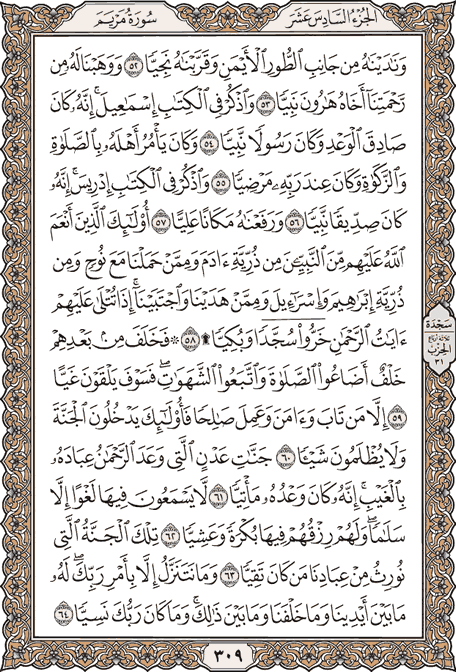 الجزء السادس عشر
سورة مريم
وَنَٰدَيْنَٰهُ مِن جَانِبِ ٱلطُّورِ ٱلْأَيْمَنِ وَقَرَّبْنَٰهُ نَجِيًّا ٥٢ وَوَهَبْنَا لَهُۥ مِن
رَّحْمَتِنَآ أَخَاهُ هَٰرُونَ نَبِيًّا ٥٣ وَٱذْكُرْ فِى ٱلْكِتَٰبِ إِسْمَٰعِيلَ ۚ إِنَّهُۥ كَانَ
صَادِقَ ٱلْوَعْدِ وَكَانَ رَسُولًا نَّبِيًّا ٥٤ وَكَانَ يَأْمُرُ أَهْلَهُۥ بِٱلصَّلَوٰةِ
وَٱلزَّكَوٰةِ وَكَانَ عِندَ رَبِّهِۦ مَرْضِيًّا ٥٥ وَٱذْكُرْ فِى ٱلْكِتَٰبِ إِدْرِيسَ ۚ إِنَّهُۥ
كَانَ صِدِّيقًا نَّبِيًّا ٥٦ وَرَفَعْنَٰهُ مَكَانًا عَلِيًّا ٥٧ أُو۟لَٰٓئِكَ ٱلَّذِينَ أَنْعَمَ
ٱللَّهُ عَلَيْهِم مِّنَ ٱلنَّبِيِّۦنَ مِن ذُرِّيَّةِ ءَادَمَ وَمِمَّنْ حَمَلْنَا مَعَ نُوحٍ وَمِن
ذُرِّيَّةِ إِبْرَٰهِيمَ وَإِسْرَٰٓءِيلَ وَمِمَّنْ هَدَيْنَا وَٱجْتَبَيْنَآ ۚ إِذَا تُتْلَىٰ عَلَيْهِمْ
ءَايَٰتُ ٱلرَّحْمَٰنِ خَرُّوا۟ سُجَّدًا وَبُكِيًّا ۩ ٥٨ ۞ فَخَلَفَ مِنۢ بَعْدِهِمْ
خَلْفٌ أَضَاعُوا۟ ٱلصَّلَوٰةَ وَٱتَّبَعُوا۟ ٱلشَّهَوَٰتِ ۖ فَسَوْفَ يَلْقَوْنَ غَيًّا
٥٩ إِلَّا مَن تَابَ وَءَامَنَ وَعَمِلَ صَٰلِحًا فَأُو۟لَٰٓئِكَ يَدْخُلُونَ ٱلْجَنَّةَ
وَلَا يُظْلَمُونَ شَيْـًٔا ٦٠ جَنَّٰتِ عَدْنٍ ٱلَّتِى وَعَدَ ٱلرَّحْمَٰنُ عِبَادَهُۥ
بِٱلْغَيْبِ ۚ إِنَّهُۥ كَانَ وَعْدُهُۥ مَأْتِيًّا ٦١ لَّا يَسْمَعُونَ فِيهَا لَغْوًا إِلَّا
سَلَٰمًا ۖ وَلَهُمْ رِزْقُهُمْ فِيهَا بُكْرَةً وَعَشِيًّا ٦٢ تِلْكَ ٱلْجَنَّةُ ٱلَّتِى
نُورِثُ مِنْ عِبَادِنَا مَن كَانَ تَقِيًّا ٦٣ وَمَا نَتَنَزَّلُ إِلَّا بِأَمْرِ رَبِّكَ ۖ لَهُۥ
مَا بَيْنَ أَيْدِينَا وَمَا خَلْفَنَا وَمَا بَيْنَ ذَٰلِكَ ۚ وَمَا كَانَ رَبُّكَ نَسِيًّا ٦٤
سجدة
الحزب
٣١
٣٠٩